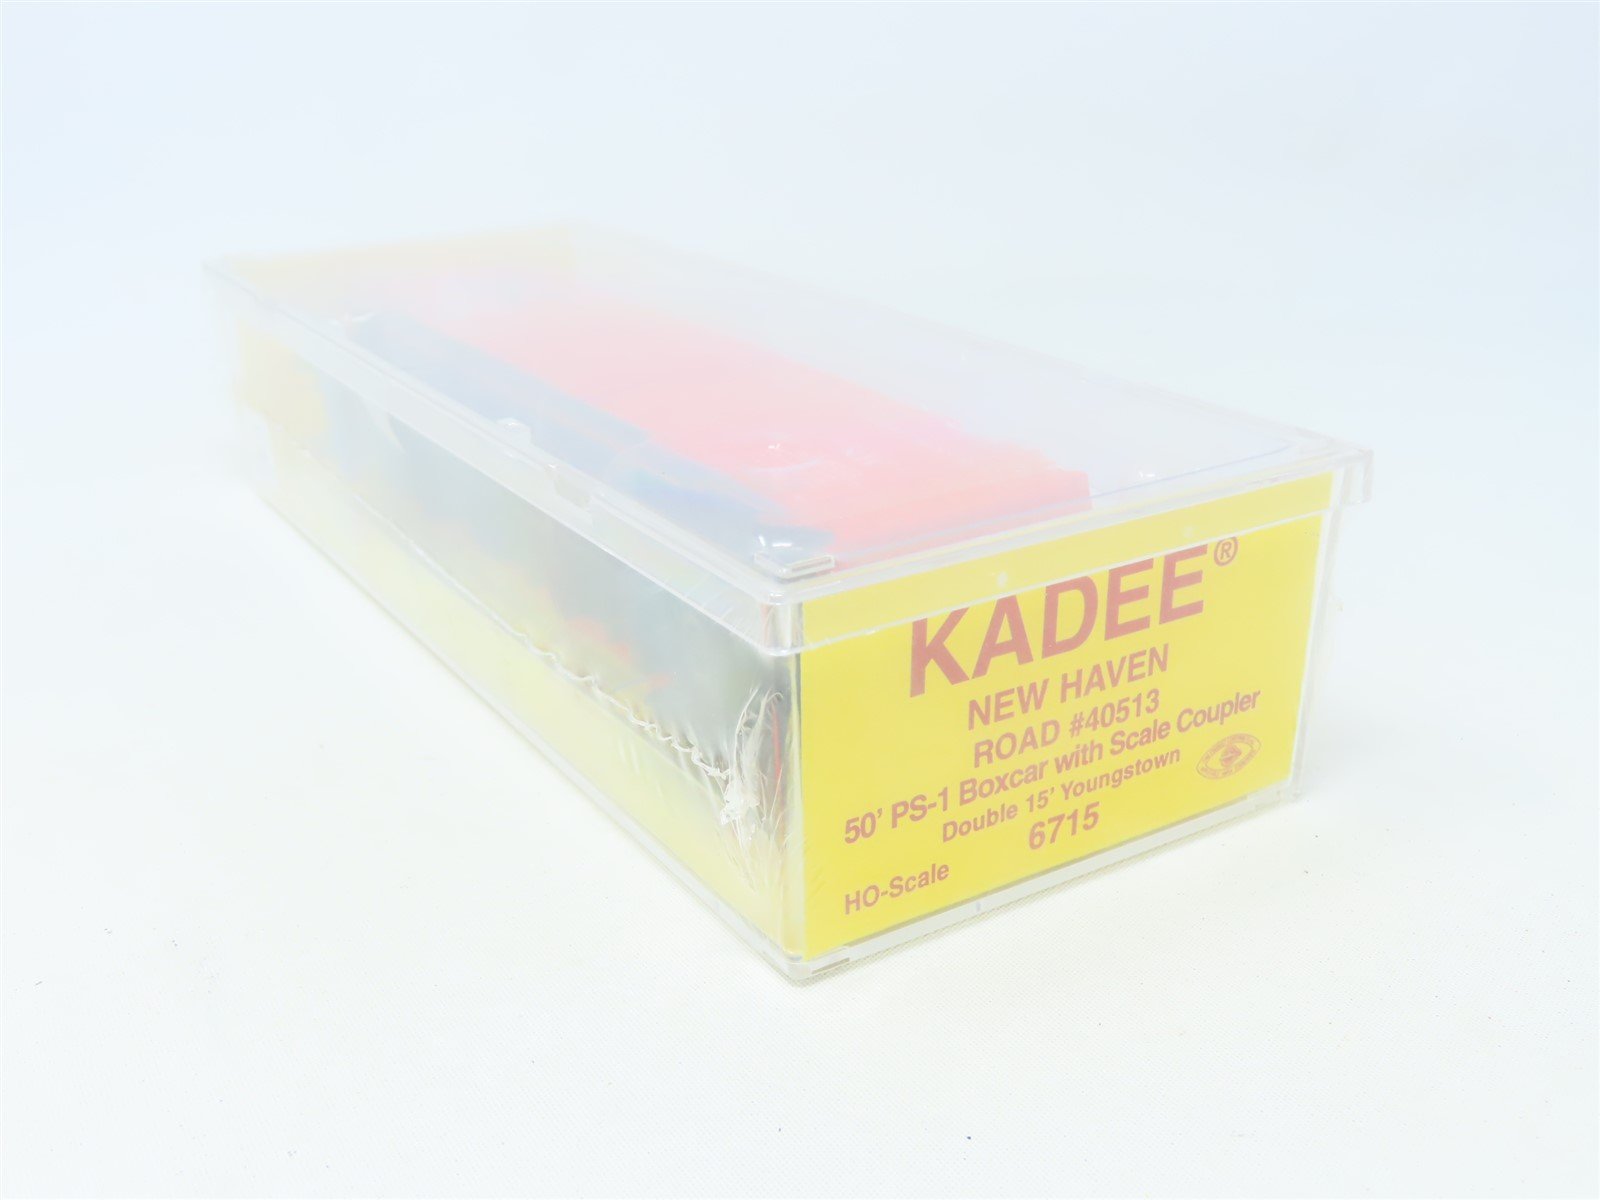 KADEE®
NEW HAVEN
ROAD #40513
50' PS-1 Boxcar with Scale Coupler
Double 15' Youngstown
6715
HO-Scale